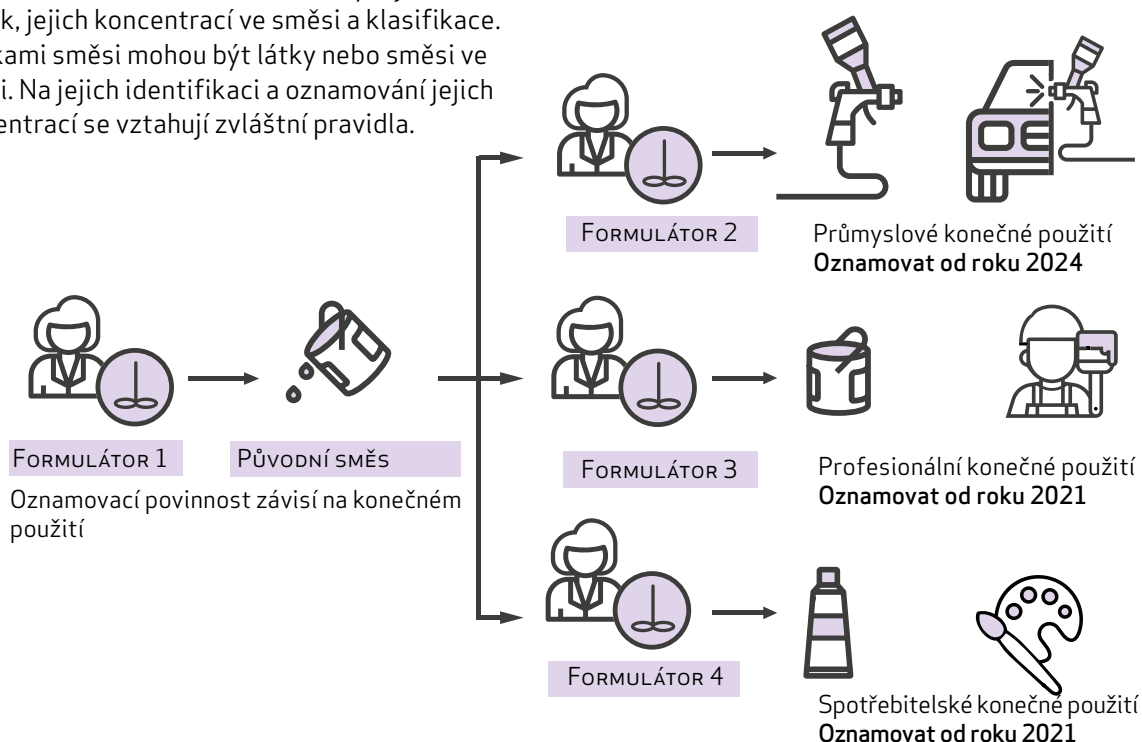 k, jejich koncentrací ve směsi a klasifikace.
kami směsi mohou být látky nebo směsi ve
i. Na jejich identifikaci a oznamování jejich
entrací se vztahují zvláštní pravidla.
FORMULÁTOR 2
Průmyslové konečné použití
Oznamovat od roku 2024
FORMULÁTOR 1
PŮVODNÍ SMĚS
Oznamovací povinnost závisí na konečném
použití
FORMULÁTOR 3
Profesionální konečné použití
Oznamovat od roku 2021
FORMULÁTOR 4
Spotřebitelské konečné použití
Oznamovat od roku 2021